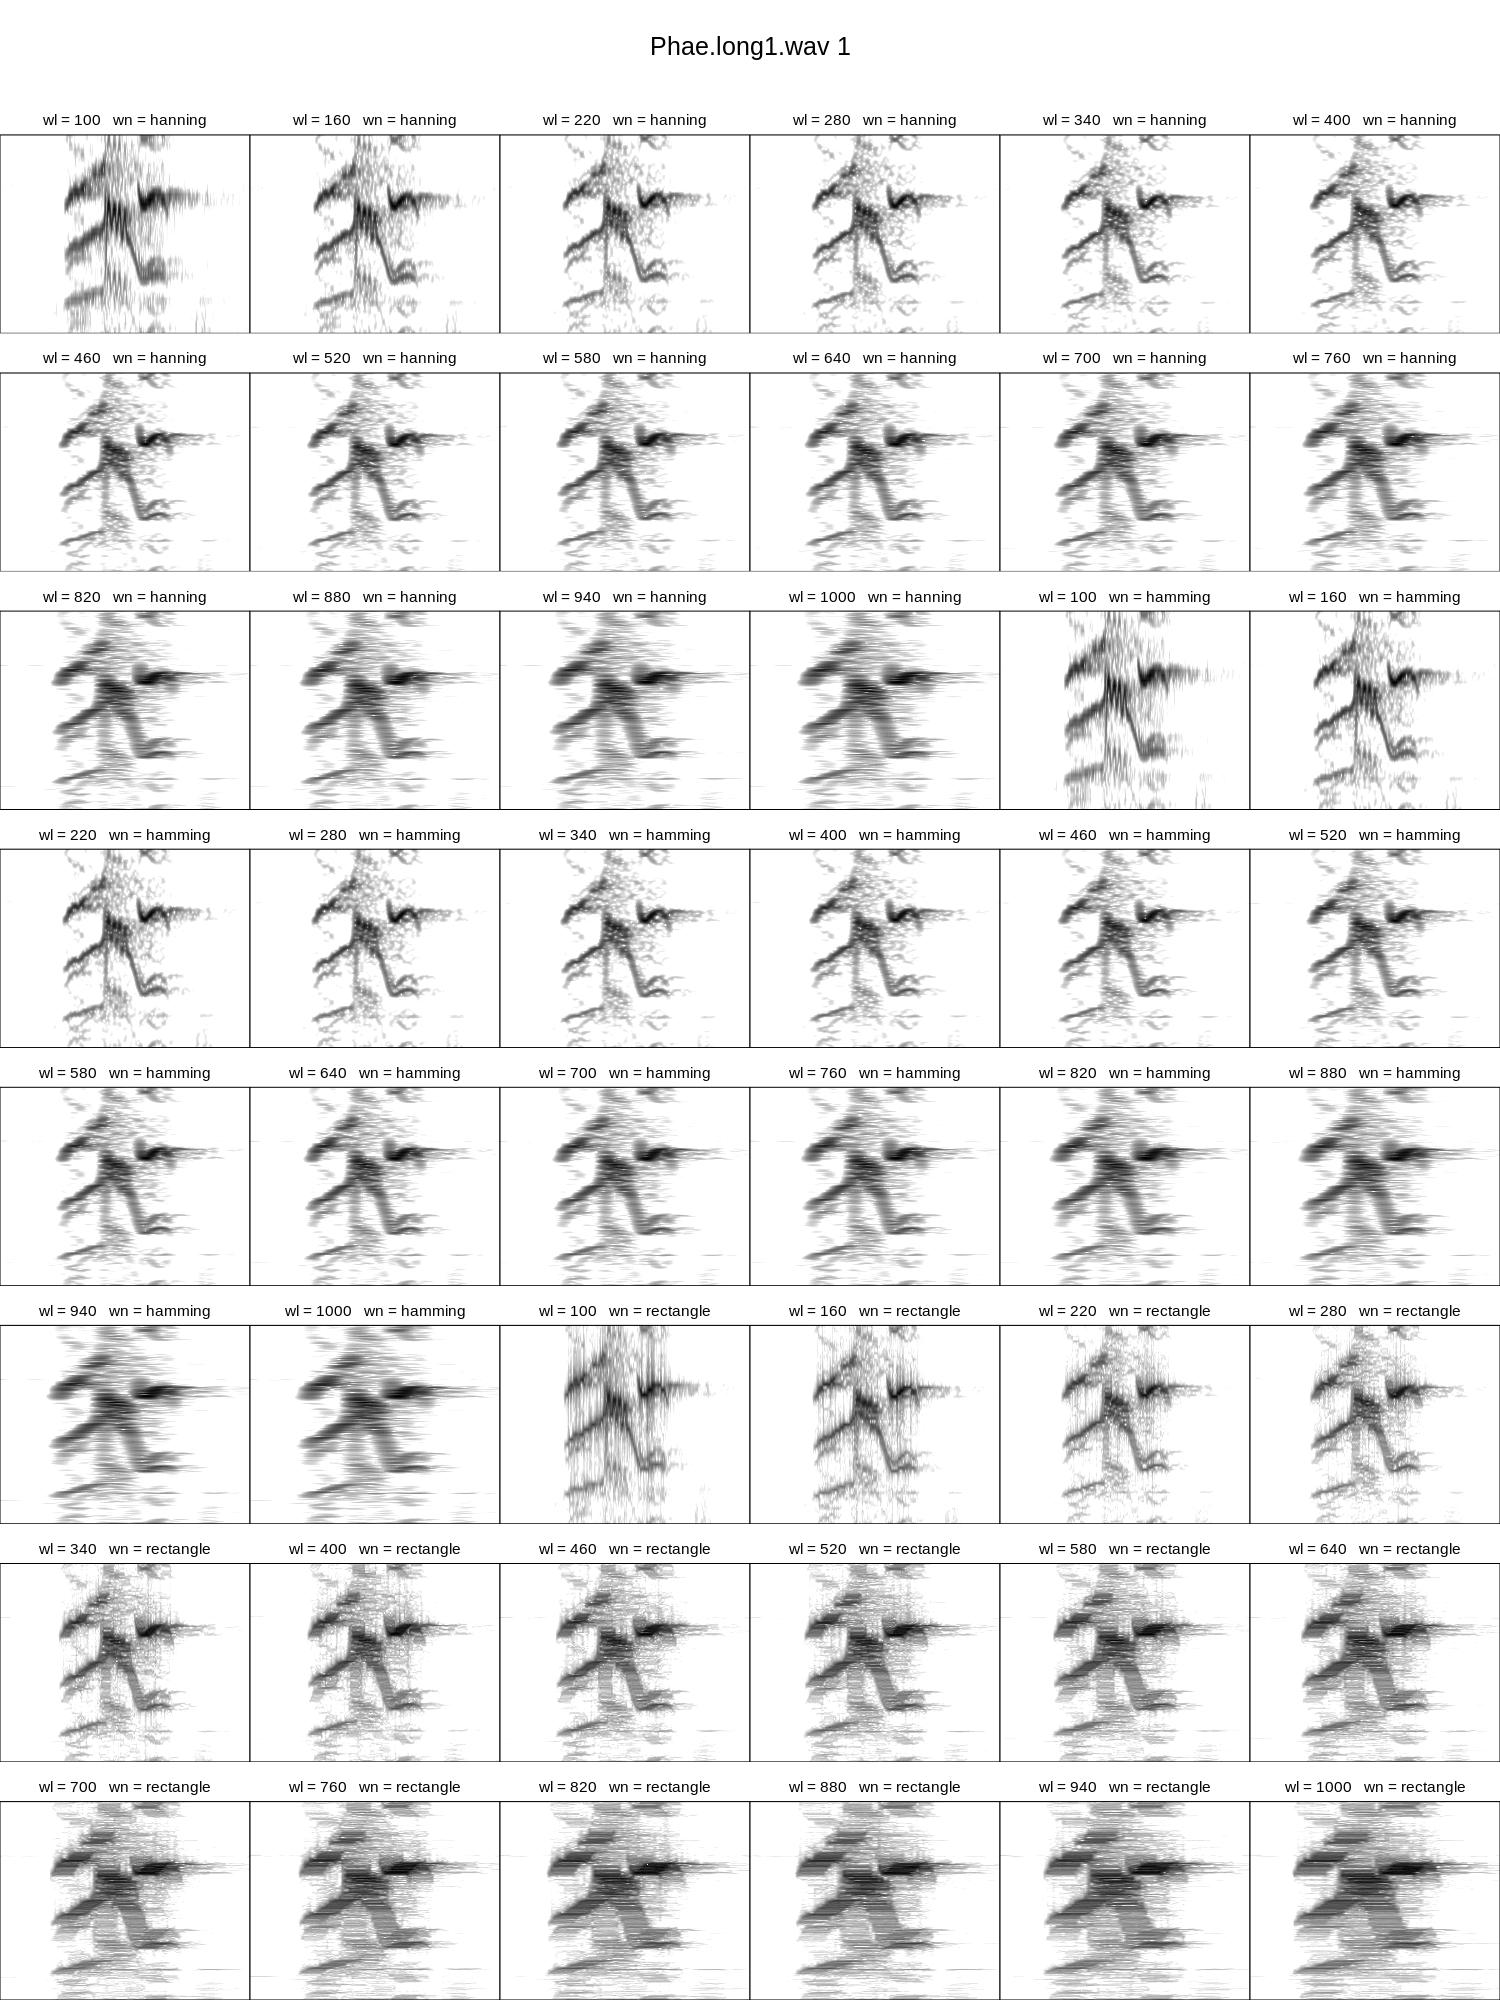 Phae.long1.wav 1
wl = 100 wn = hanning wl = 160 wn = hanning wl = 220 wn = hanning wl = 280 wn = hanning wl = 340 wn = hanning wl = 400 wn = hanning
wl = 460 wn = hanning wl = 520 wn = hanning wl = 580 wn = hanning wl = 640 wn = hanning wl = 700 wn = hanning wl = 760 wn = hanning
wl = 820 wn = hanning wl = 880 wn = hanning wl = 940 wn = hanning wl = 1000 wn = hanning wl = 100 wn = hamming wl = 160 wn = hamming
wl = 220 wn = hamming wl = 280 wn = hamming wl = 340 wn = hamming wl = 400 wn = hamming wl = 460 wn = hamming wl = 520 wn = hamming
wl = 580 wn = hamming wl = 640 wn = hamming wl = 700 wn = hamming wl = 760 wn = hamming wl = 820 wn = hamming wl = 880 wn = hamming
wl = 940 wn = hamming wl = 1000 wn = hamming wl = 100 wn = rectangle wl = 160 wn = rectangle wl = 220 wn = rectangle wl = 280 wn = rectangle
wl = 340 wn = rectangle wl = 400 wn = rectangle wl = 460 wn = rectangle wl = 520 wn = rectangle wl = 580 wn = rectangle wl = 640 wn = rectangle
wl = 700 wn = rectangle wl = 760 wn = rectangle wl = 820 wn = rectangle wl = 880 wn = rectangle wl = 940 wn = rectangle wl = 1000 wn = rectangle